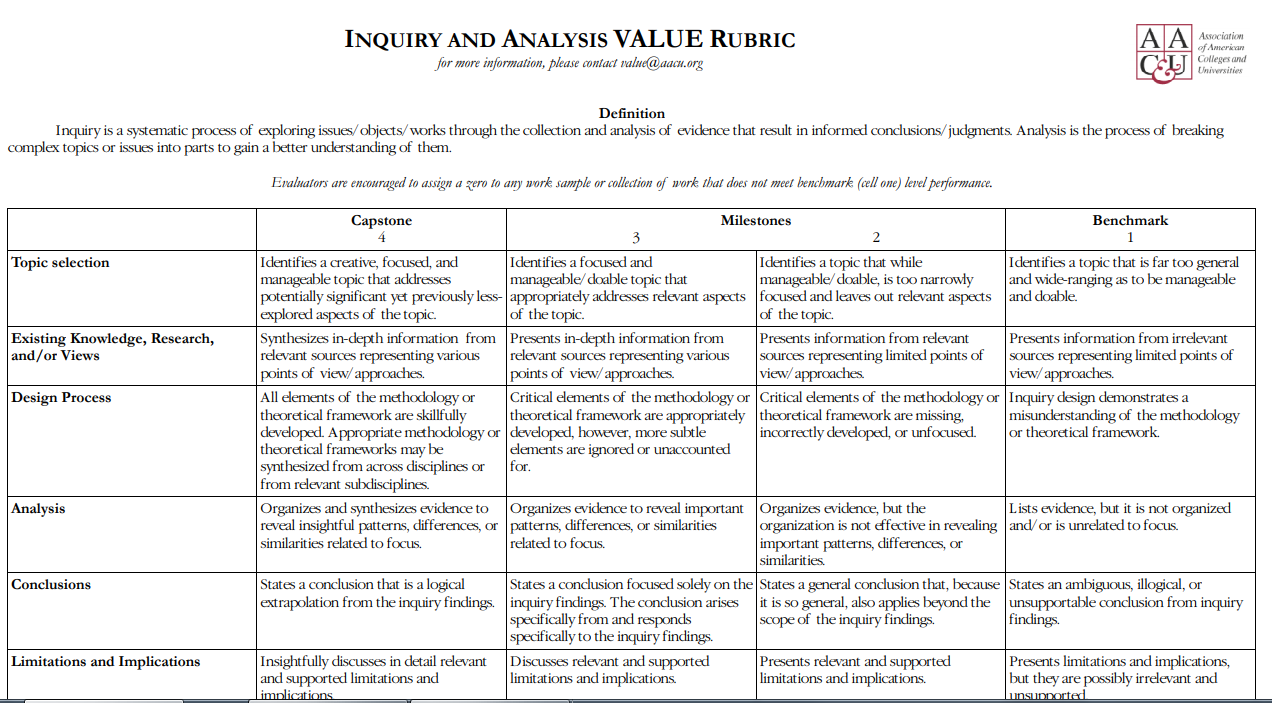 INQUIRY AND ANALYSIS VALUE RUBRIC
for more information, please contact value@aacu.org
A A
C & U
Association
of American
Colleges and
Universities
Definition
Inquiry is a systematic process of exploring issues/objects/works through the collection and analysis of evidence that result in informed conclusions/judgments. Analysis is the process of breaking
complex topics or issues into parts to gain a better understanding of them.
Evaluators are encouraged to assign a zero to any work sample or collection of work that does not meet benchmark (cell one) level performance.
Capstone
4
Milestones
3
2
Benchmark
1
Topic selection
Identifies a creative, focused, and
manageable topic that addresses
potentially significant yet previously less-
explored aspects of the topic.
Identifies a focused and
manageable/doable topic that
appropriately addresses relevant aspects
of the topic.
Identifies a topic that while
manageable/doable, is too narrowly
focused and leaves out relevant aspects
of the topic.
Identifies a topic that is far too general
and wide-ranging as to be manageable
and doable.
Existing Knowledge, Research,
and/or Views
Synthesizes in-depth information from
relevant sources representing various
points of view/approaches.
Presents in-depth information from
relevant sources representing various
points of view/approaches.
Presents information from relevant
sources representing limited points of
view/approaches.
Presents information from irrelevant
sources representing limited points of
view/approaches.
Design Process
All elements of the methodology or
theoretical framework are skillfully
developed. Appropriate methodology or
theoretical frameworks may be
synthesized from across disciplines or
from relevant subdisciplines.
Critical elements of the methodology or
theoretical framework are appropriately
developed, however, more subtle
elements are ignored or unaccounted
for.
Critical elements of the methodology or
theoretical framework are missing,
incorrectly developed, or unfocused.
Inquiry design demonstrates a
misunderstanding of the methodology
or theoretical framework.
Analysis
Organizes and synthesizes evidence to
reveal insightful patterns, differences, or
similarities related to focus.
Organizes evidence to reveal important
patterns, differences, or similarities
related to focus.
Organizes evidence, but the
organization is not effective in revealing
important patterns, differences, or
similarities.
Lists evidence, but it is not organized
and/or is unrelated to focus.
Conclusions
States a conclusion that is a logical
extrapolation from the inquiry findings.
States a conclusion focused solely on the
inquiry findings. The conclusion arises
specifically from and responds
specifically to the inquiry findings.
States a general conclusion that, because
it is so general, also applies beyond the
scope of the inquiry findings.
States an ambiguous, illogical, or
unsupportable conclusion from inquiry
findings.
Limitations and Implications
Insightfully discusses in detail relevant
and supported limitations and
implications.
Discusses relevant and supported
limitations and implications.
Presents relevant and supported
limitations and implications.
Presents limitations and implications,
but they are possibly irrelevant and
unsupported.